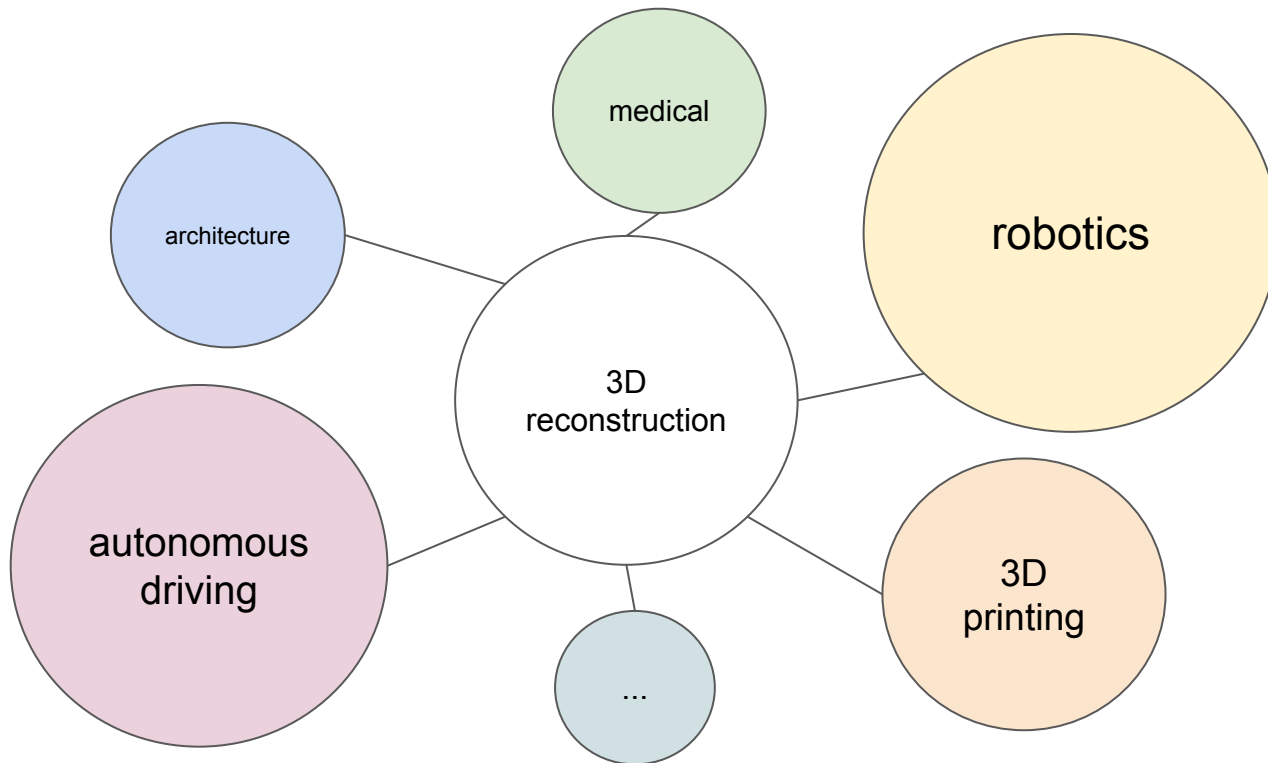 medical
architecture
robotics
3D
reconstruction
autonomous
driving
3D
printing
...